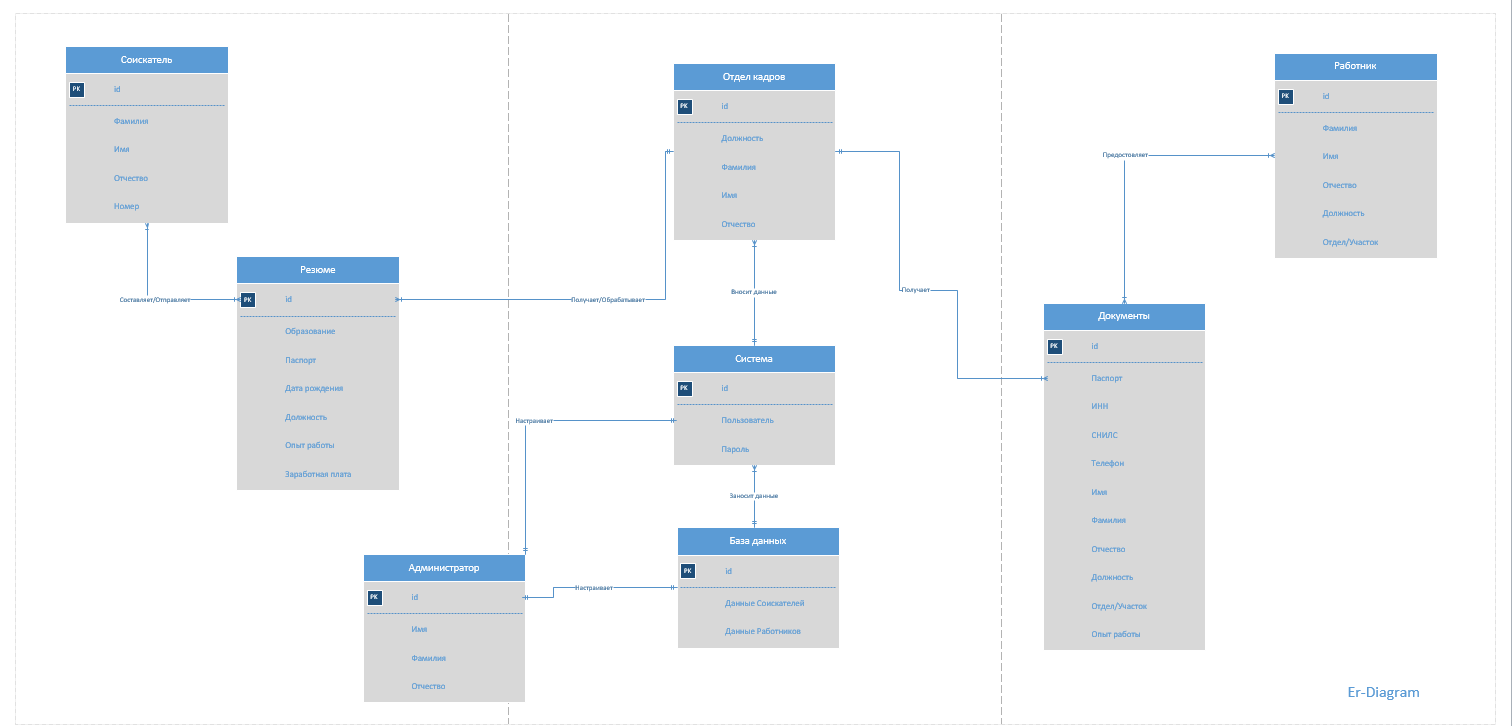 Соискатель
PK id
Фамилия
Имя
Отчество
Номер
Составляет/Отправляет
Резюме
PK id
Образование
Паспорт
Дата рождения
Должность
Опыт работы
Заработная плата
Получает/Обрабатывает
Отдел кадров
PK id
Должность
Фамилия
Имя
Отчество
Вносит данные
Получает
Система
PK id
Пользователь
Пароль
Настраивает
Заносит данные
База данных
PK id
Данные Соискателей
Данные Работников
Настраивает
Администратор
PK id
Имя
Фамилия
Отчество
Работник
PK id
Фамилия
Имя
Отчество
Должность
Отдел/Участок
Предостовляет
Документы
PK id
Паспорт
ИНН
СНИЛС
Телефон
Имя
Фамилия
Отчество
Должность
Отдел/Участок
Опыт работы
Er-Diagram